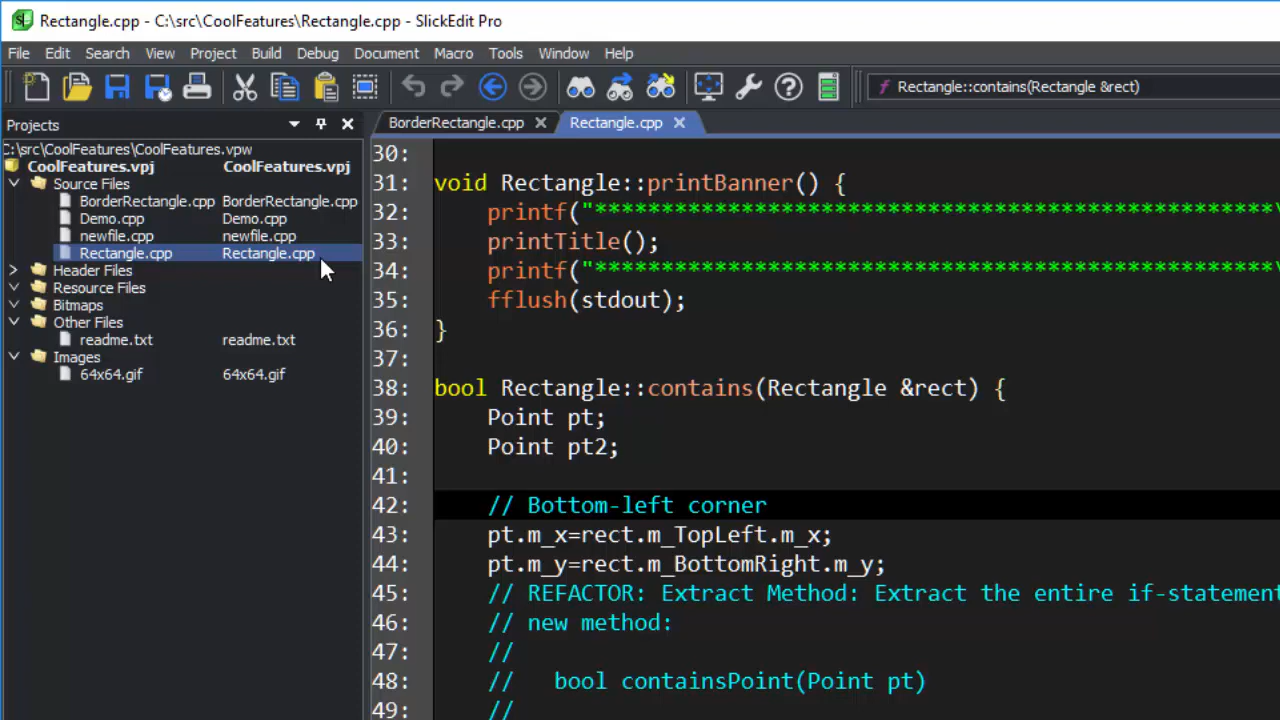 Rectangle.cpp - C:\src\CoolFeatures\Rectangle.cpp - SlickEdit Pro
File Edit Search View Project Build Debug Document Macro Tools Window Help
Rectangle::contains(Rectangle &rect)
Projects
BorderRectangle.cpp Rectangle.cpp
C:\src\CoolFeatures\CoolFeatures.vpw
CoolFeatures.vpj CoolFeatures.vpj
Source Files
BorderRectangle.cpp BorderRectangle.cpp
Demo.cpp Demo.cpp
newfile.cpp newfile.cpp
Rectangle.cpp Rectangle.cpp
Header Files
Resource Files
Bitmaps
Other Files
readme.txt readme.txt
Images
64x64.gif 64x64.gif
30:
31: void Rectangle::printBanner() {
32: printf("***************************************************\
33: printTitle();
34: printf("***************************************************\
35: fflush(stdout);
36: }
37:
38: bool Rectangle::contains(Rectangle &rect) {
39: Point pt;
40: Point pt2;
41:
42: // Bottom-left corner
43: pt.m_x=rect.m_TopLeft.m_x;
44: pt.m_y=rect.m_BottomRight.m_y;
45: // REFACTOR: Extract Method: Extract the entire if-statement
46: // new method:
47: //
48: // bool containsPoint(Point pt)
49: //